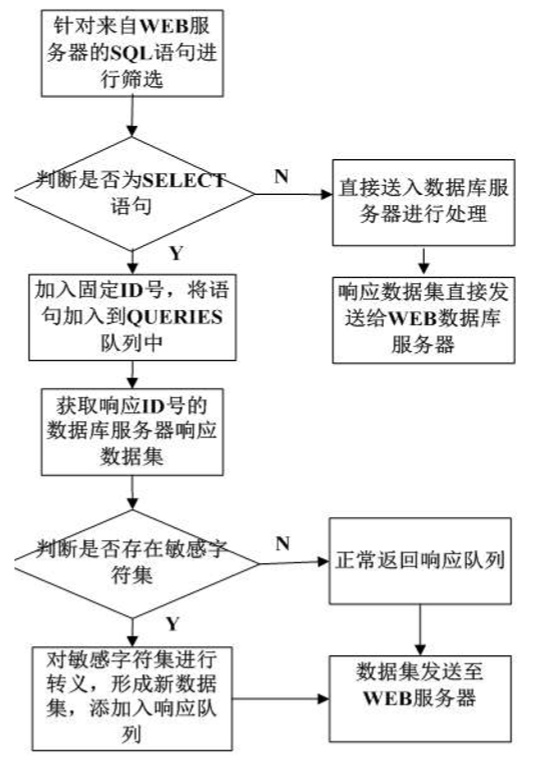 针对来自WEB服
务器的SQL语句进
行筛选
判断是否为SELECT
语句
N
直接送入数据库服
务器进行处理
Y
加入固定ID号，将语
句加入到QUERIES
队列中
响应数据集直接发
送给WEB数据库
服务器
获取响应ID号的
数据库服务器响应
数据集
判断是否存在敏感字
符集
N
正常返回响应队列
Y
对敏感字符集进行
转义，形成新数据
集，添加入响应队
列
数据集发送至
WEB服务器